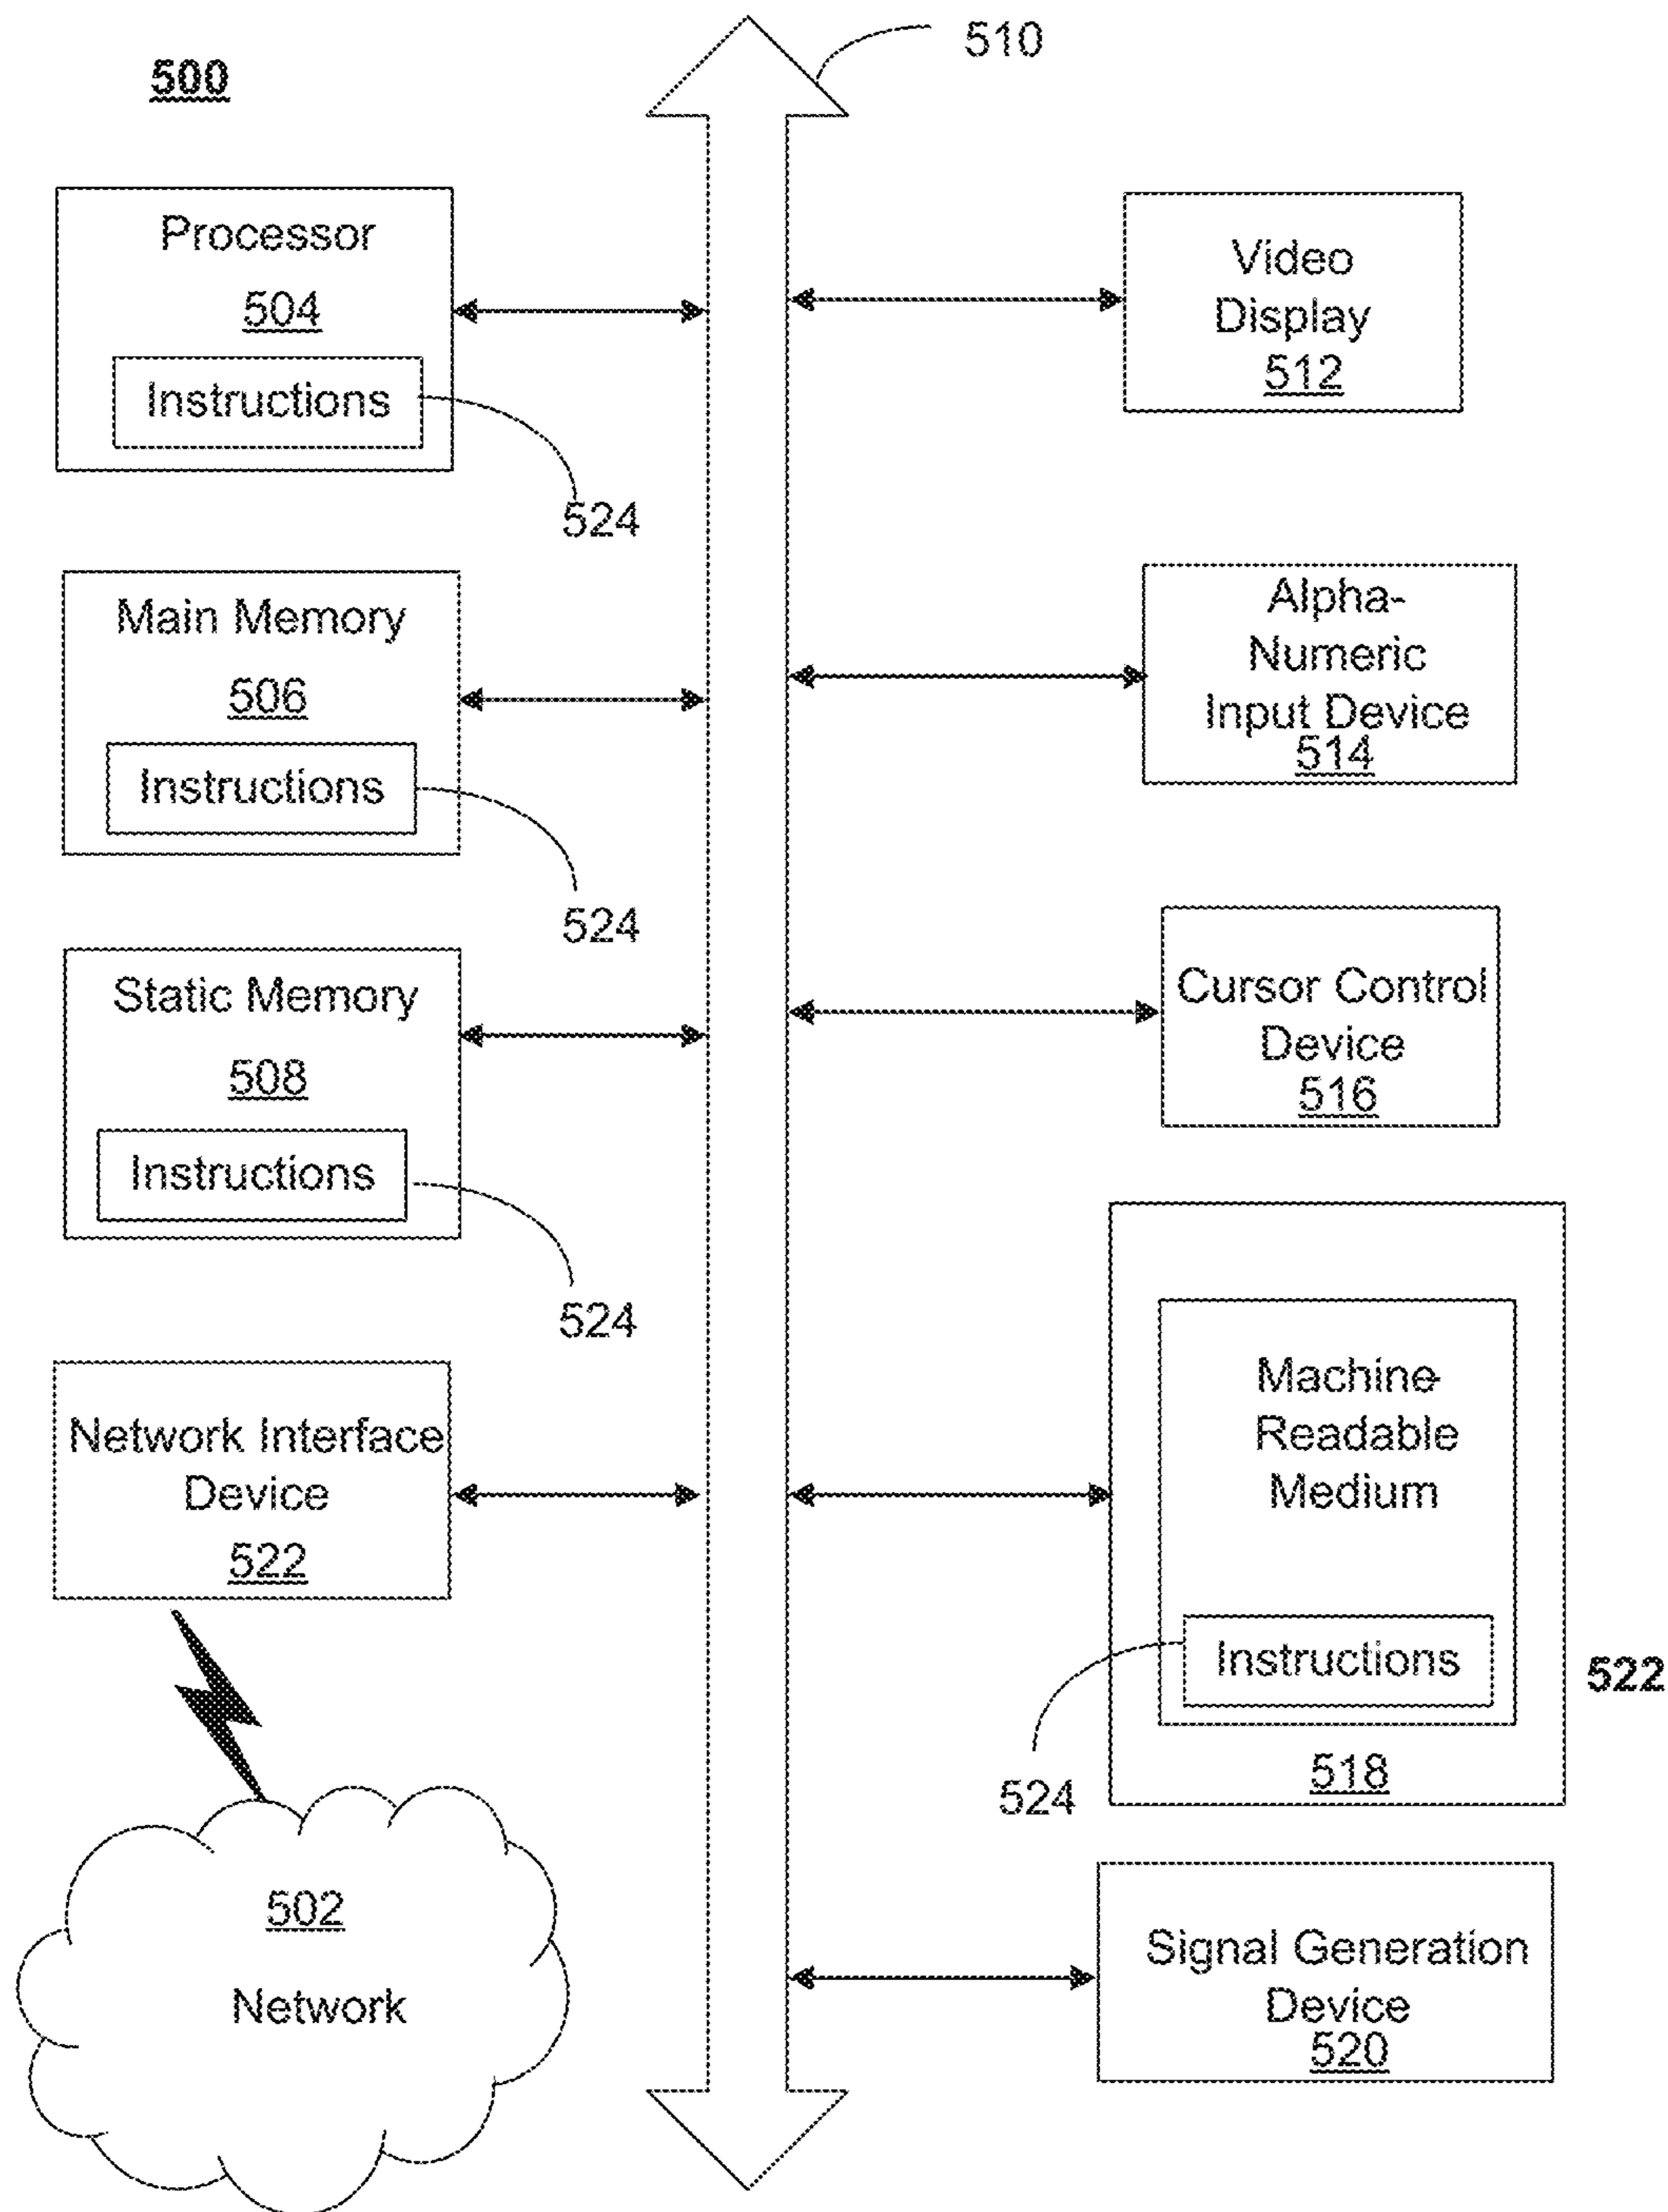 500
510
Processor
504
Instructions
524
Main Memory
506
Instructions
524
Static Memory
508
Instructions
524
Network Interface
Device
522
502
Network
Video
Display
512
Alpha-
Numeric
Input Device
514
Cursor Control
Device
516
Machine-
Readable
Medium
Instructions
522
524
518
Signal Generation
Device
520